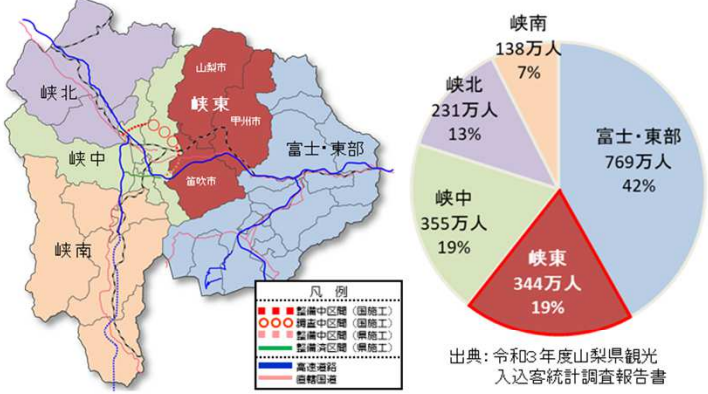 峡北
山梨市
峡東
甲州市
峡中
富士・東部
笛吹市
峡南
凡　例
整備中区間（国施工）
調査中区間（国施工）
整備中区間（県施工）
整備済区間（県施工）
高速道路
直轄国道
峡南
138万人
7%
峡北
231万人
13%
富士・東部
769万人
42%
峡中
355万人
19%
峡東
344万人
19%
出典：令和3年度山梨県観光
入込客統計調査報告書